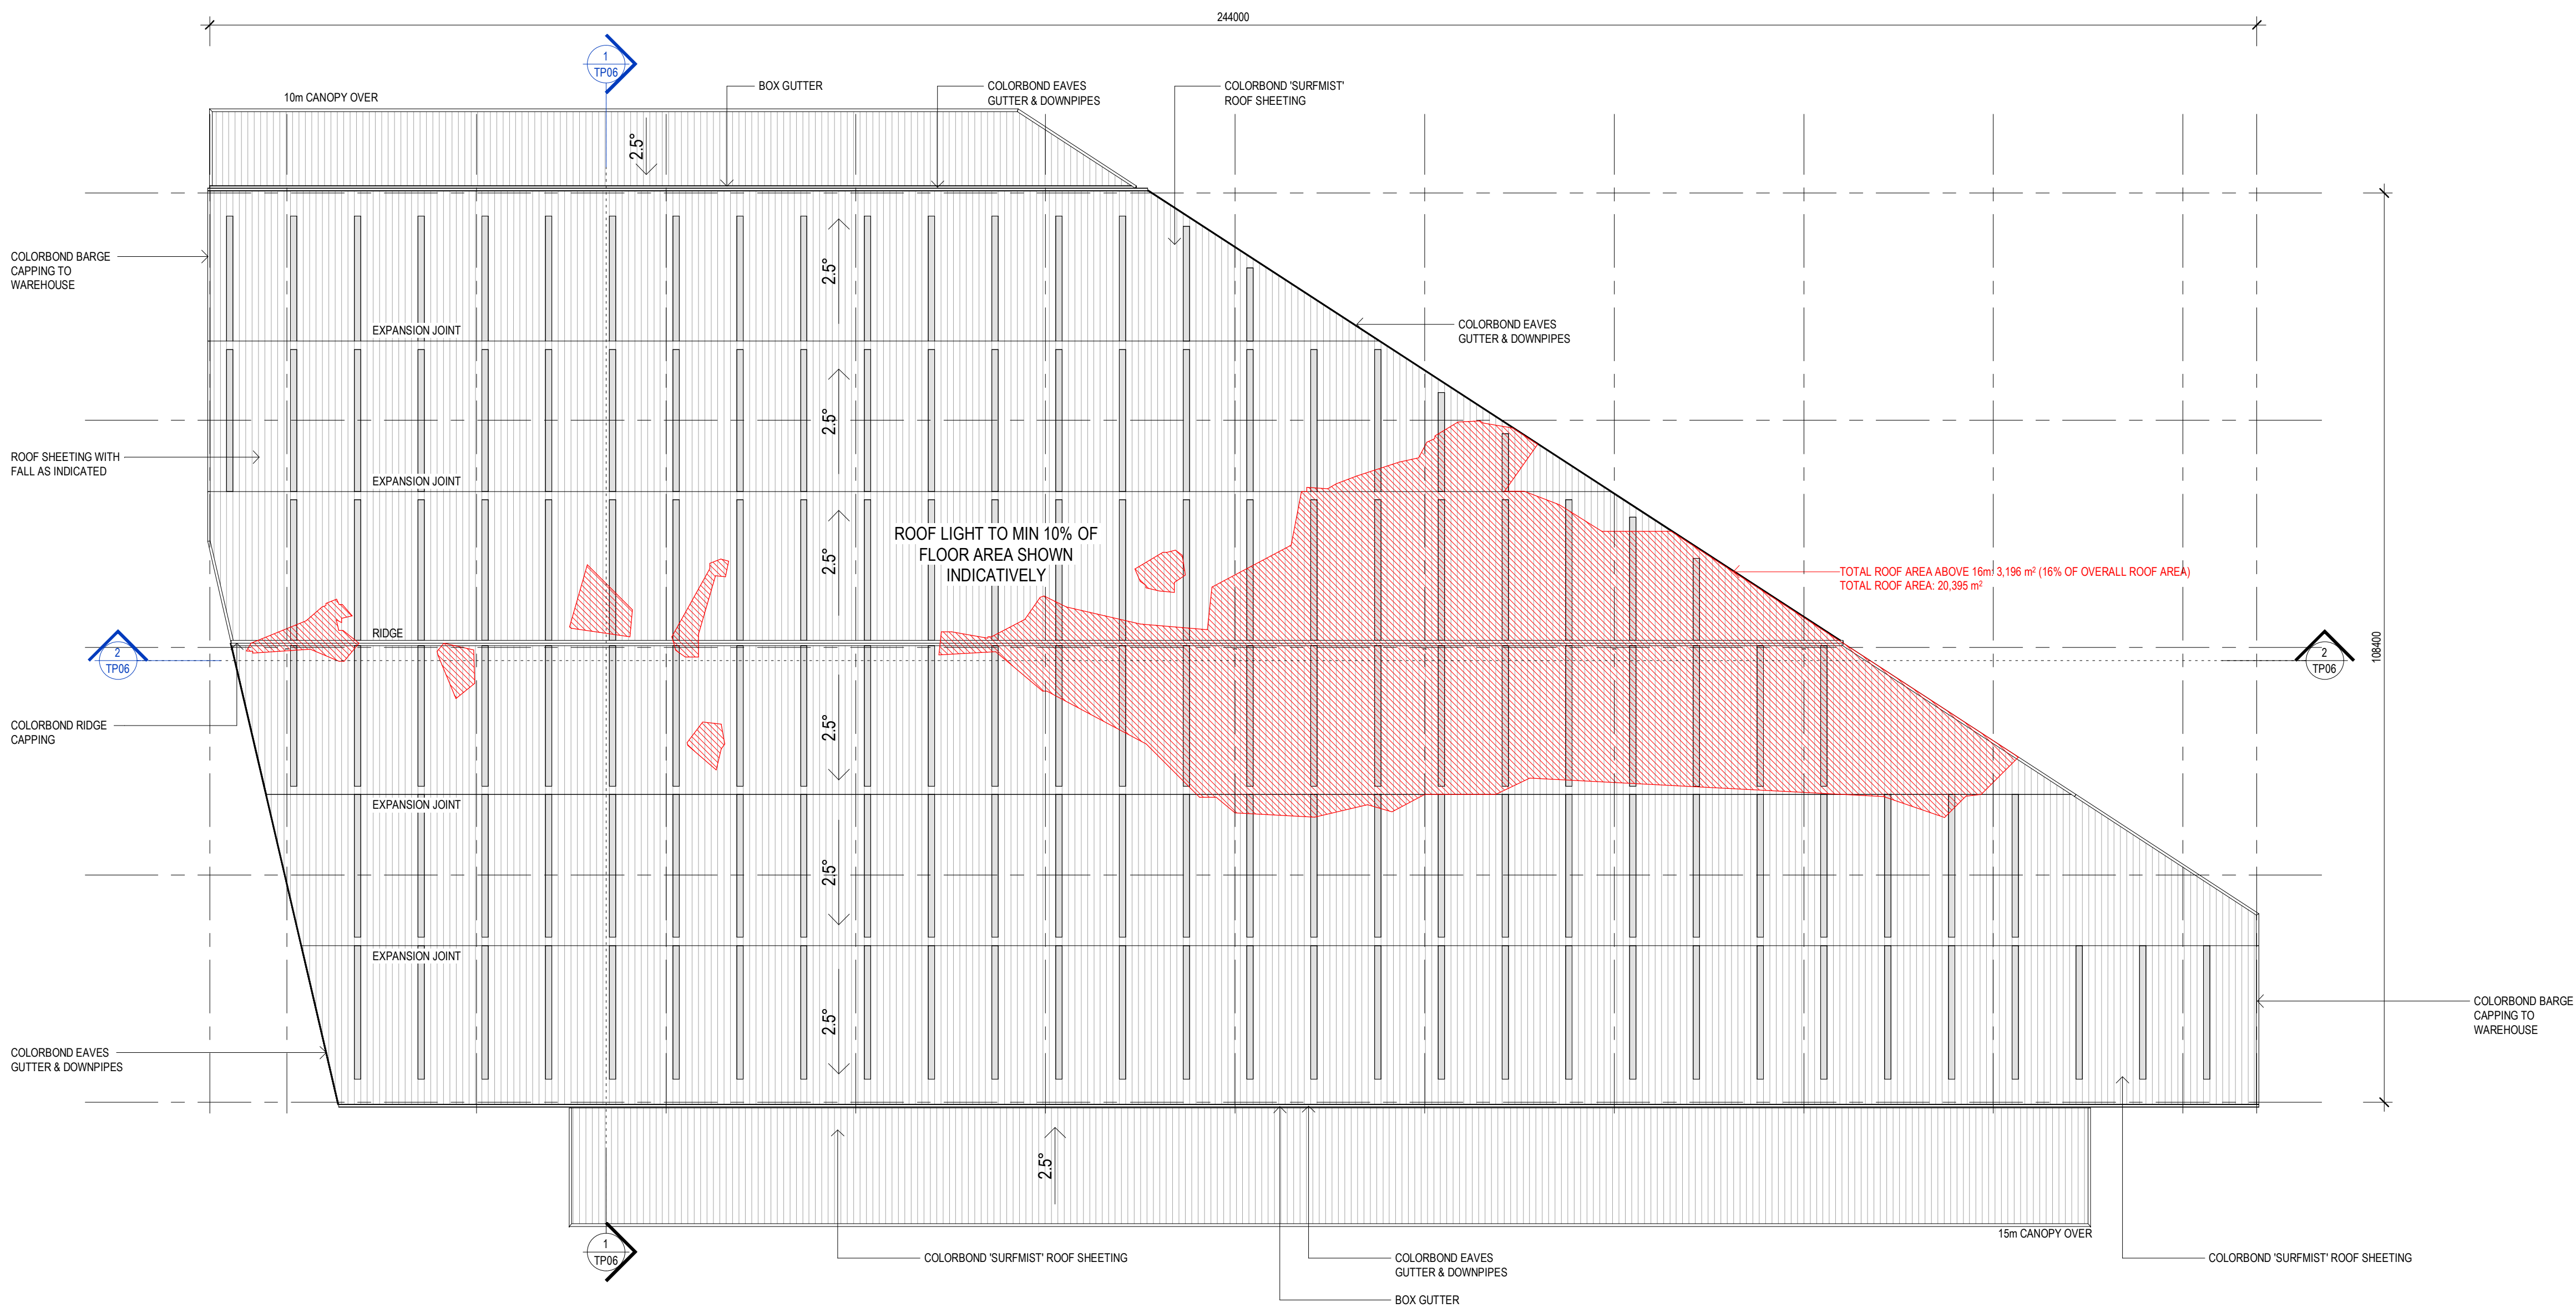 244000
1
TP06
BOX GUTTER
COLORBOND EAVES
GUTTER & DOWNPIPES
COLORBOND 'SURFMIST'
ROOF SHEETING
10m CANOPY OVER
2.5°
COLORBOND BARGE
CAPPING TO
WAREHOUSE
2.5°
EXPANSION JOINT
COLORBOND EAVES
GUTTER & DOWNPIPES
2.5°
ROOF SHEETING WITH
FALL AS INDICATED
EXPANSION JOINT
ROOF LIGHT TO MIN 10% OF
FLOOR AREA SHOWN
INDICATIVELY
2.5°
TOTAL ROOF AREA ABOVE 16m: 3,196 m² (16% OF OVERALL ROOF AREA)
TOTAL ROOF AREA: 20,395 m²
RIDGE
2
TP06
2
TP06
108400
COLORBOND RIDGE
CAPPING
2.5°
EXPANSION JOINT
2.5°
EXPANSION JOINT
2.5°
COLORBOND BARGE
CAPPING TO
WAREHOUSE
COLORBOND EAVES
GUTTER & DOWNPIPES
2.5°
15m CANOPY OVER
1
TP06
COLORBOND 'SURFMIST' ROOF SHEETING
COLORBOND EAVES
GUTTER & DOWNPIPES
COLORBOND 'SURFMIST' ROOF SHEETING
BOX GUTTER